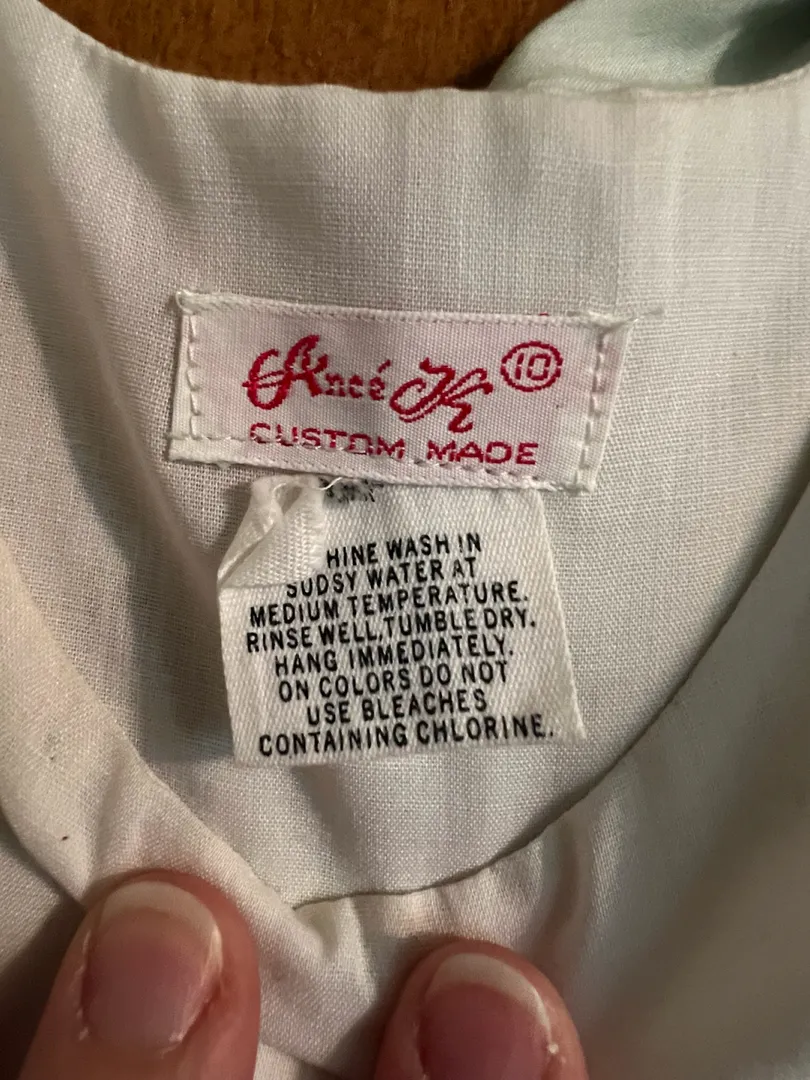 Ancé K 10
CUSTOM MADE
HINE WASH IN
SUDSY WATER AT
MEDIUM TEMPERATURE.
RINSE WELL, TUMBLE DRY.
HANG IMMEDIATELY.
ON COLORS DO NOT
USE BLEACHES
CONTAINING CHLORINE.